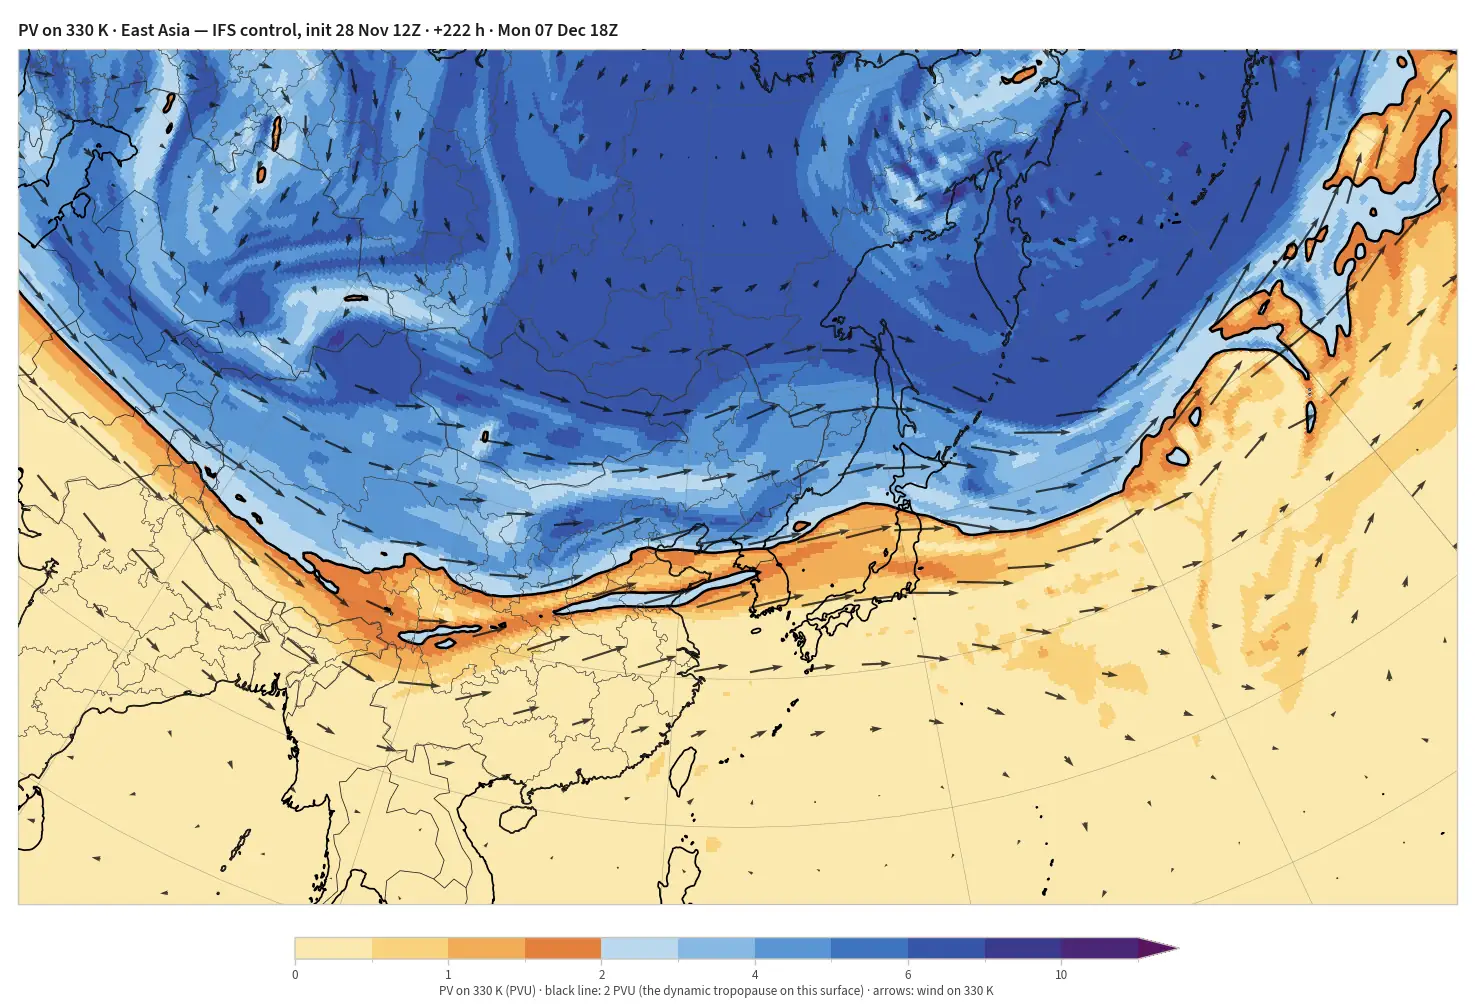 PV on 330 K · East Asia — IFS control, init 28 Nov 12Z · +222 h · Mon 07 Dec 18Z
0 1 2 4 6 10
PV on 330 K (PVU) · black line: 2 PVU (the dynamic tropopause on this surface) · arrows: wind on 330 K